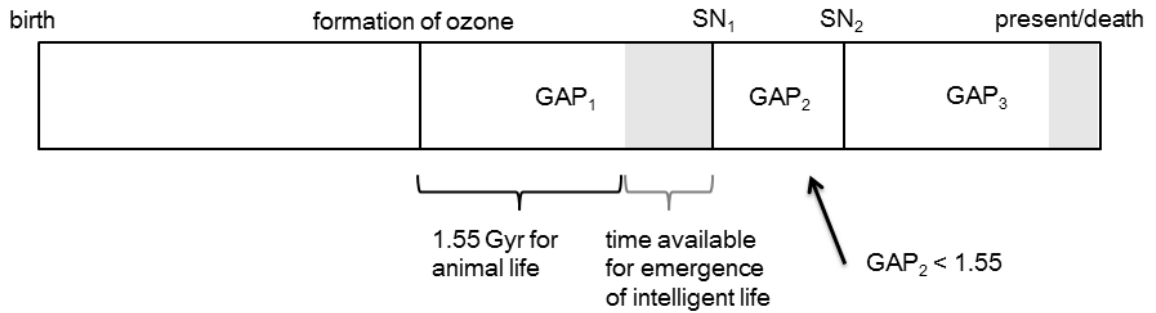 birth formation of ozone SN₁ SN₂ present/death
GAP₁ GAP₂ GAP₃
1.55 Gyr for
animal life
time available
for emergence
of intelligent life
GAP₂ < 1.55